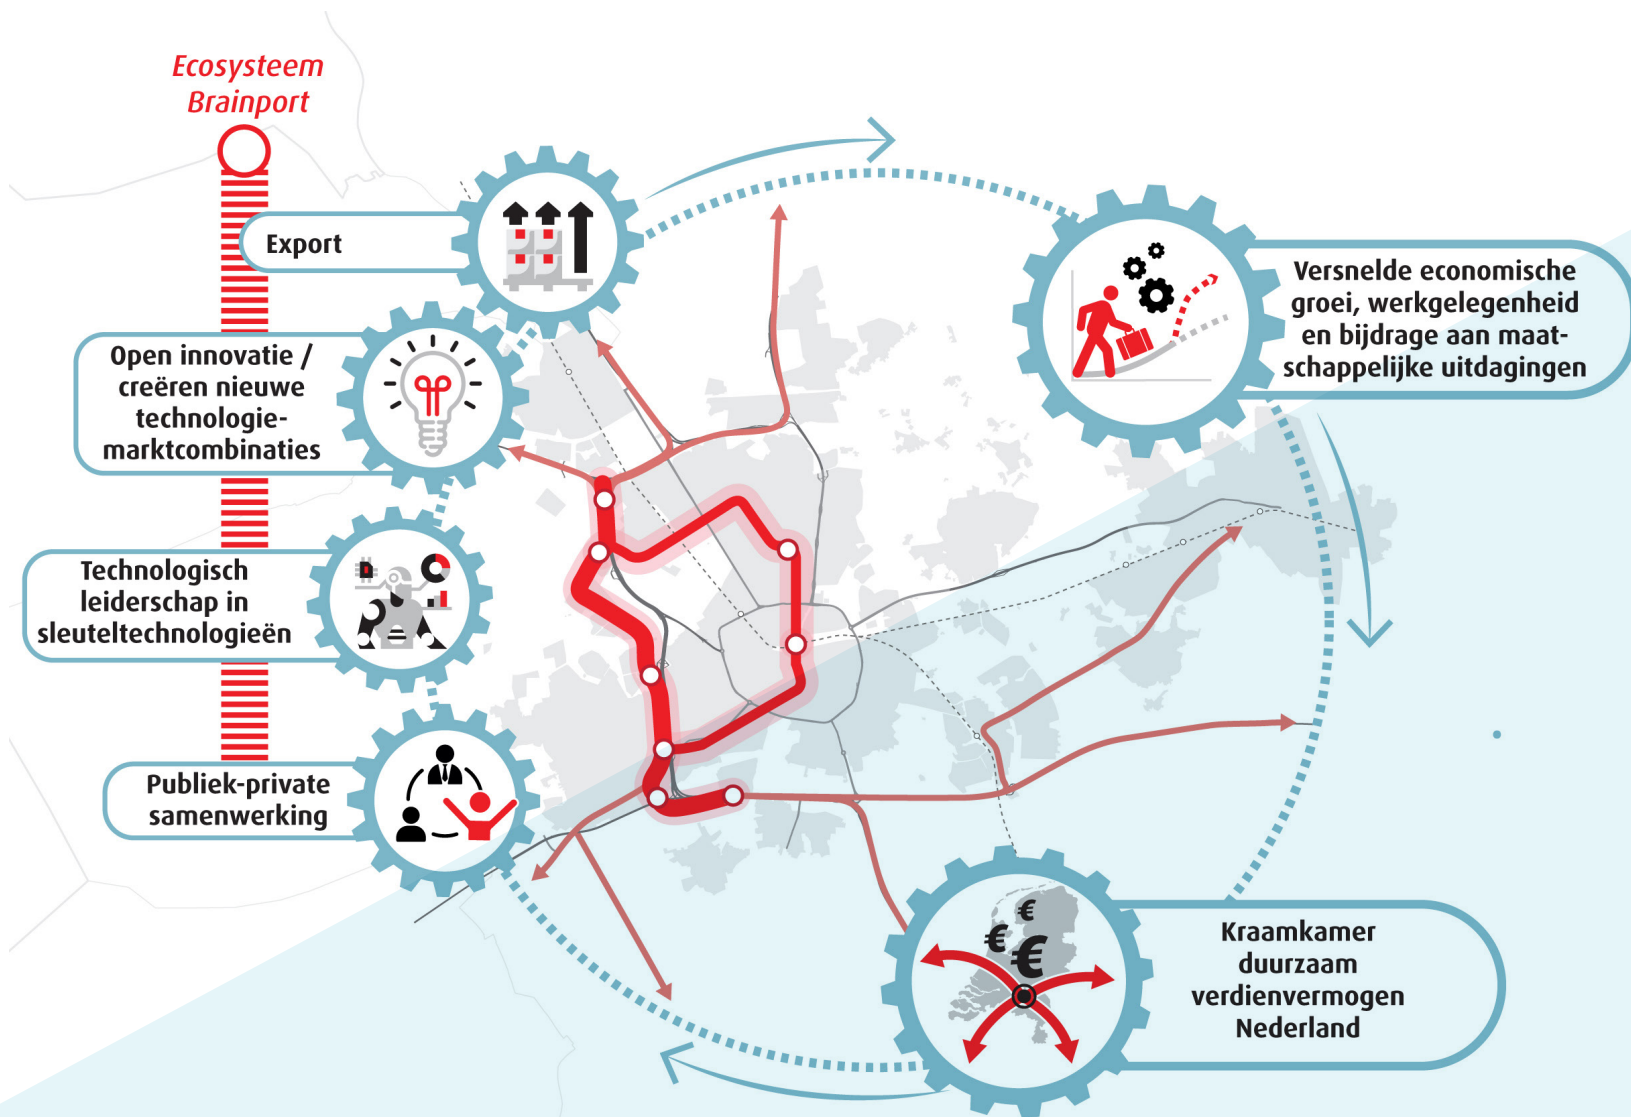 Ecosysteem
Brainport
Export
Open innovatie /
creëren nieuwe
technologie-
marktcombinaties
Technologisch
leiderschap in
sleuteltechnologieën
Publiek-private
samenwerking
Versnelde economische
groei, werkgelegenheid
en bijdrage aan maat-
schappelijke uitdagingen
€
€
€
Kraamkamer
duurzaam
verdienvermogen
Nederland